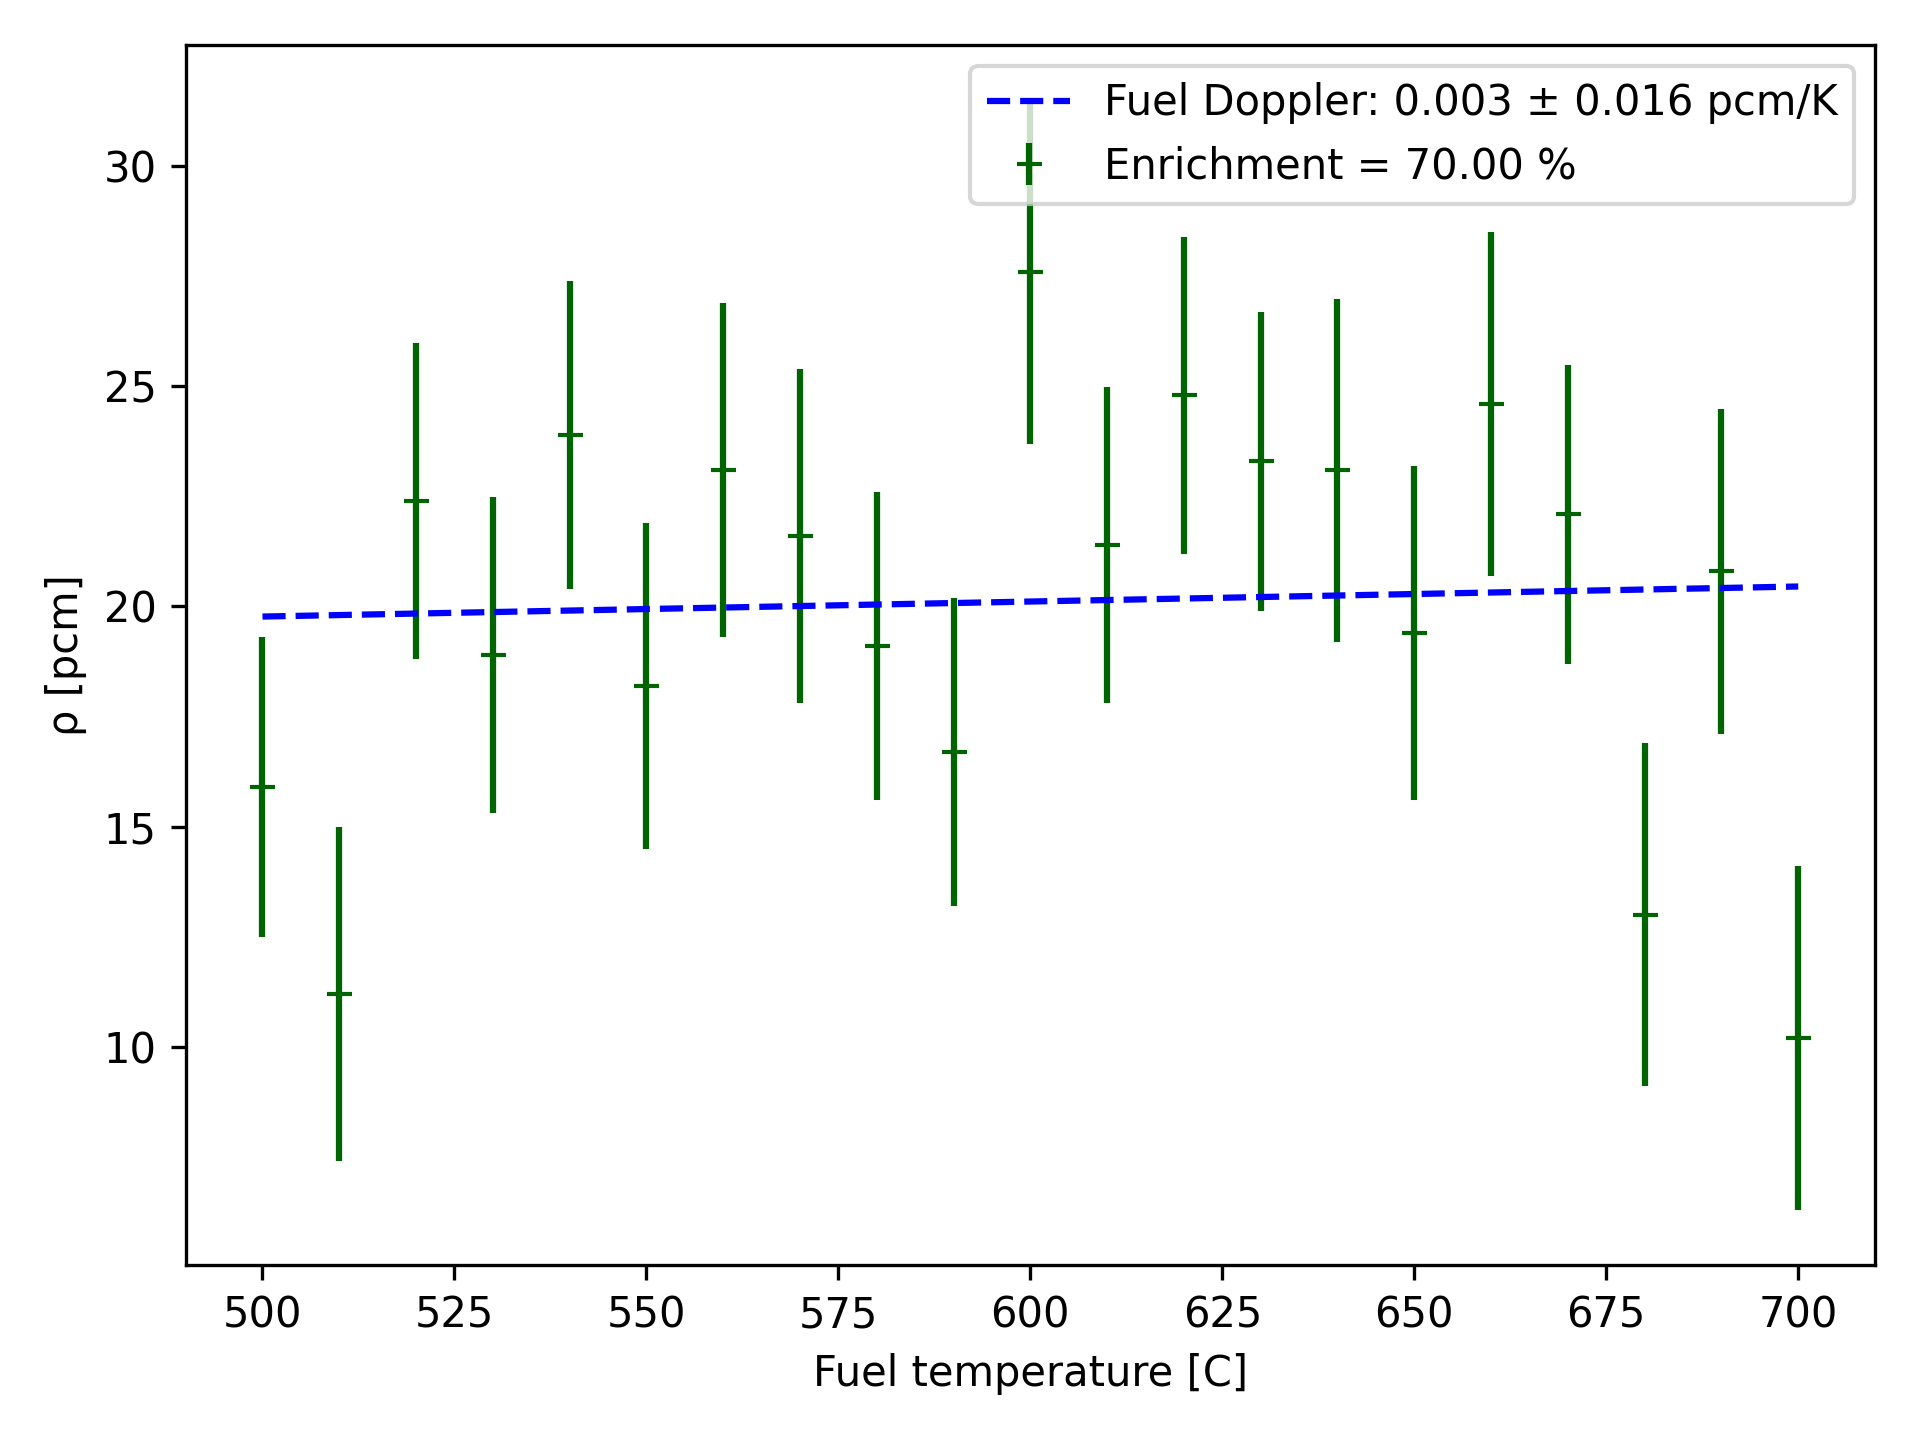 Fuel Doppler: 0.003 ± 0.016 pcm/K
Enrichment = 70.00 %
30
25
20
15
10
ρ [pcm]
500 525 550 575 600 625 650 675 700
Fuel temperature [C]